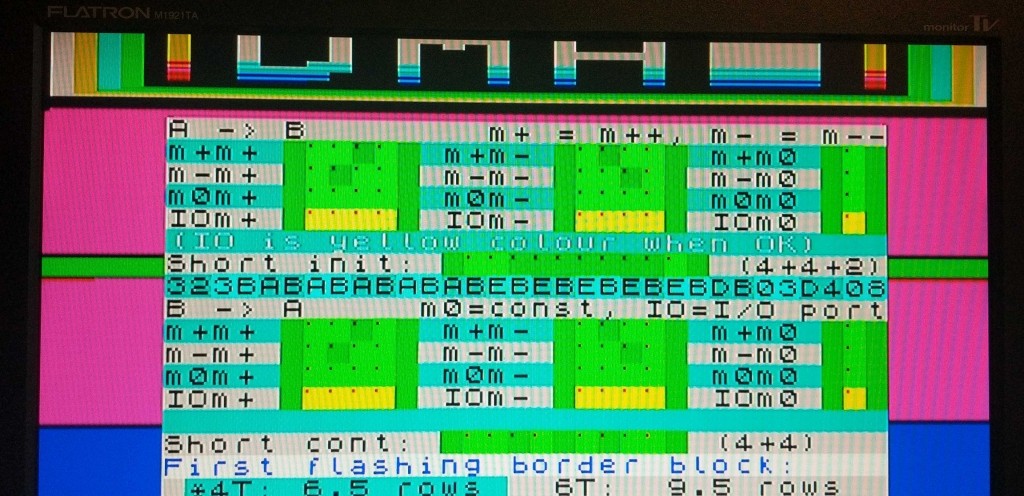 FLATRON M1921TA
monitor TV
A -> B m+ = m++, m- = m--
m+m+ m+m- m+m0
m-m+ m-m- m-m0
m0m+ m0m- m0m0
IOm+ IOm- IOm0
(IO is yellow colour when OK)
Short init: (4+4+2)
323BABABABABABEBEBEBEBEBDB03D408
B -> A m0=const, IO=I/O port
m+m+ m+m- m+m0
m-m+ m-m- m-m0
m0m+ m0m- m0m0
IOm+ IOm- IOm0
Short cont: (4+4)
First flashing border block:
*4T: 6.5 rows 6T: 9.5 rows